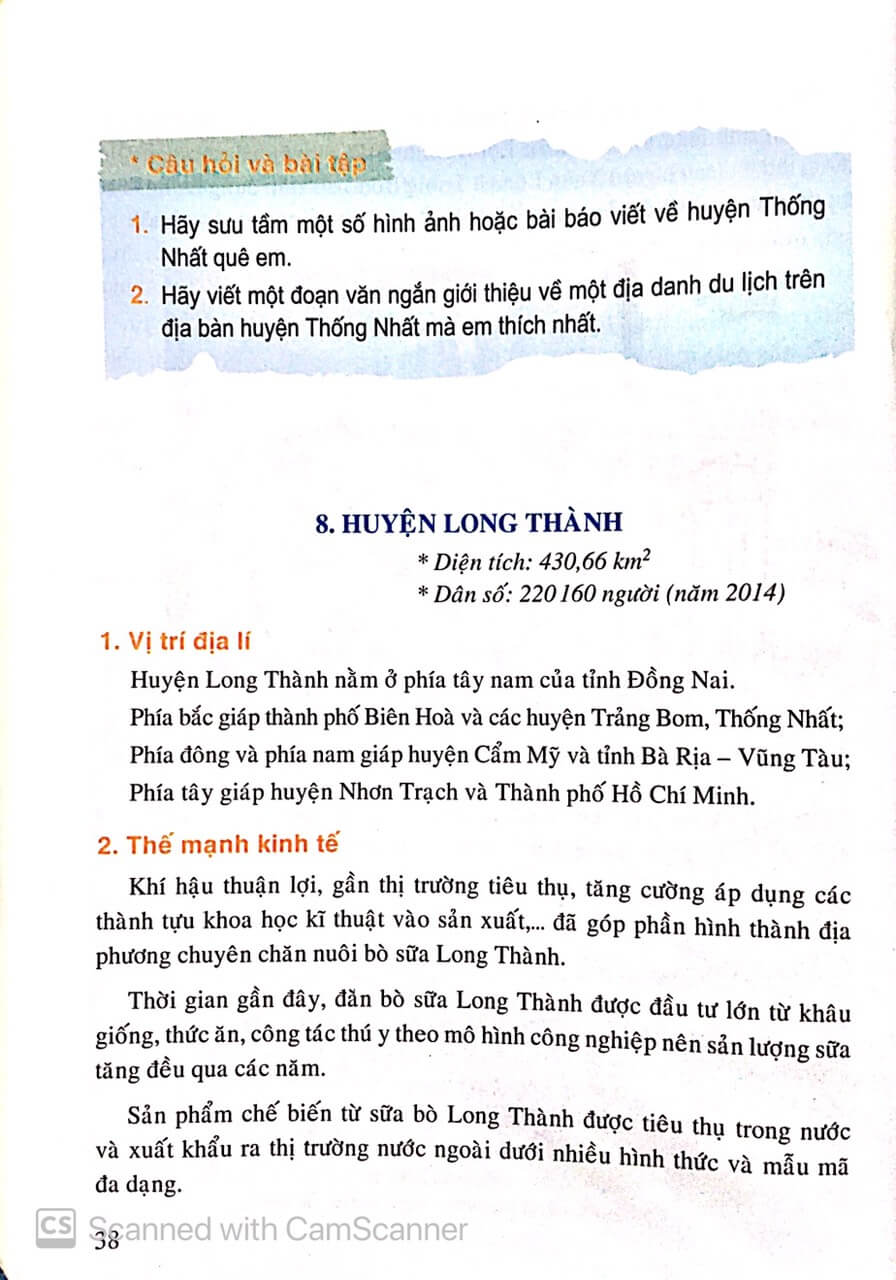 * Câu hỏi và bài tập
1. Hãy sưu tầm một số hình ảnh hoặc bài báo viết về huyện Thống
Nhất quê em.
2. Hãy viết một đoạn văn ngắn giới thiệu về một địa danh du lịch trên
địa bàn huyện Thống Nhất mà em thích nhất.
8. HUYỆN LONG THÀNH
* Diện tích: 430,66 km²
* Dân số: 220 160 người (năm 2014)
1. Vị trí địa lí
Huyện Long Thành nằm ở phía tây nam của tỉnh Đồng Nai.
Phía bắc giáp thành phố Biên Hoà và các huyện Trảng Bom, Thống Nhất;
Phía đông và phía nam giáp huyện Cẩm Mỹ và tỉnh Bà Rịa – Vũng Tàu;
Phía tây giáp huyện Nhơn Trạch và Thành phố Hồ Chí Minh.
2. Thế mạnh kinh tế
Khí hậu thuận lợi, gần thị trường tiêu thụ, tăng cường áp dụng các
thành tựu khoa học kĩ thuật vào sản xuất,... đã góp phần hình thành địa
phương chuyên chăn nuôi bò sữa Long Thành.
Thời gian gần đây, đăn bò sữa Long Thành được đầu tư lớn từ khâu
giống, thức ăn, công tác thú y theo mô hình công nghiệp nên sản lượng sữa
tăng đều qua các năm.
Sản phẩm chế biến từ sữa bò Long Thành được tiêu thụ trong nước
và xuất khẩu ra thị trường nước ngoài dưới nhiều hình thức và mẫu mã
đa dạng.
CS Scanned with CamScanner
38